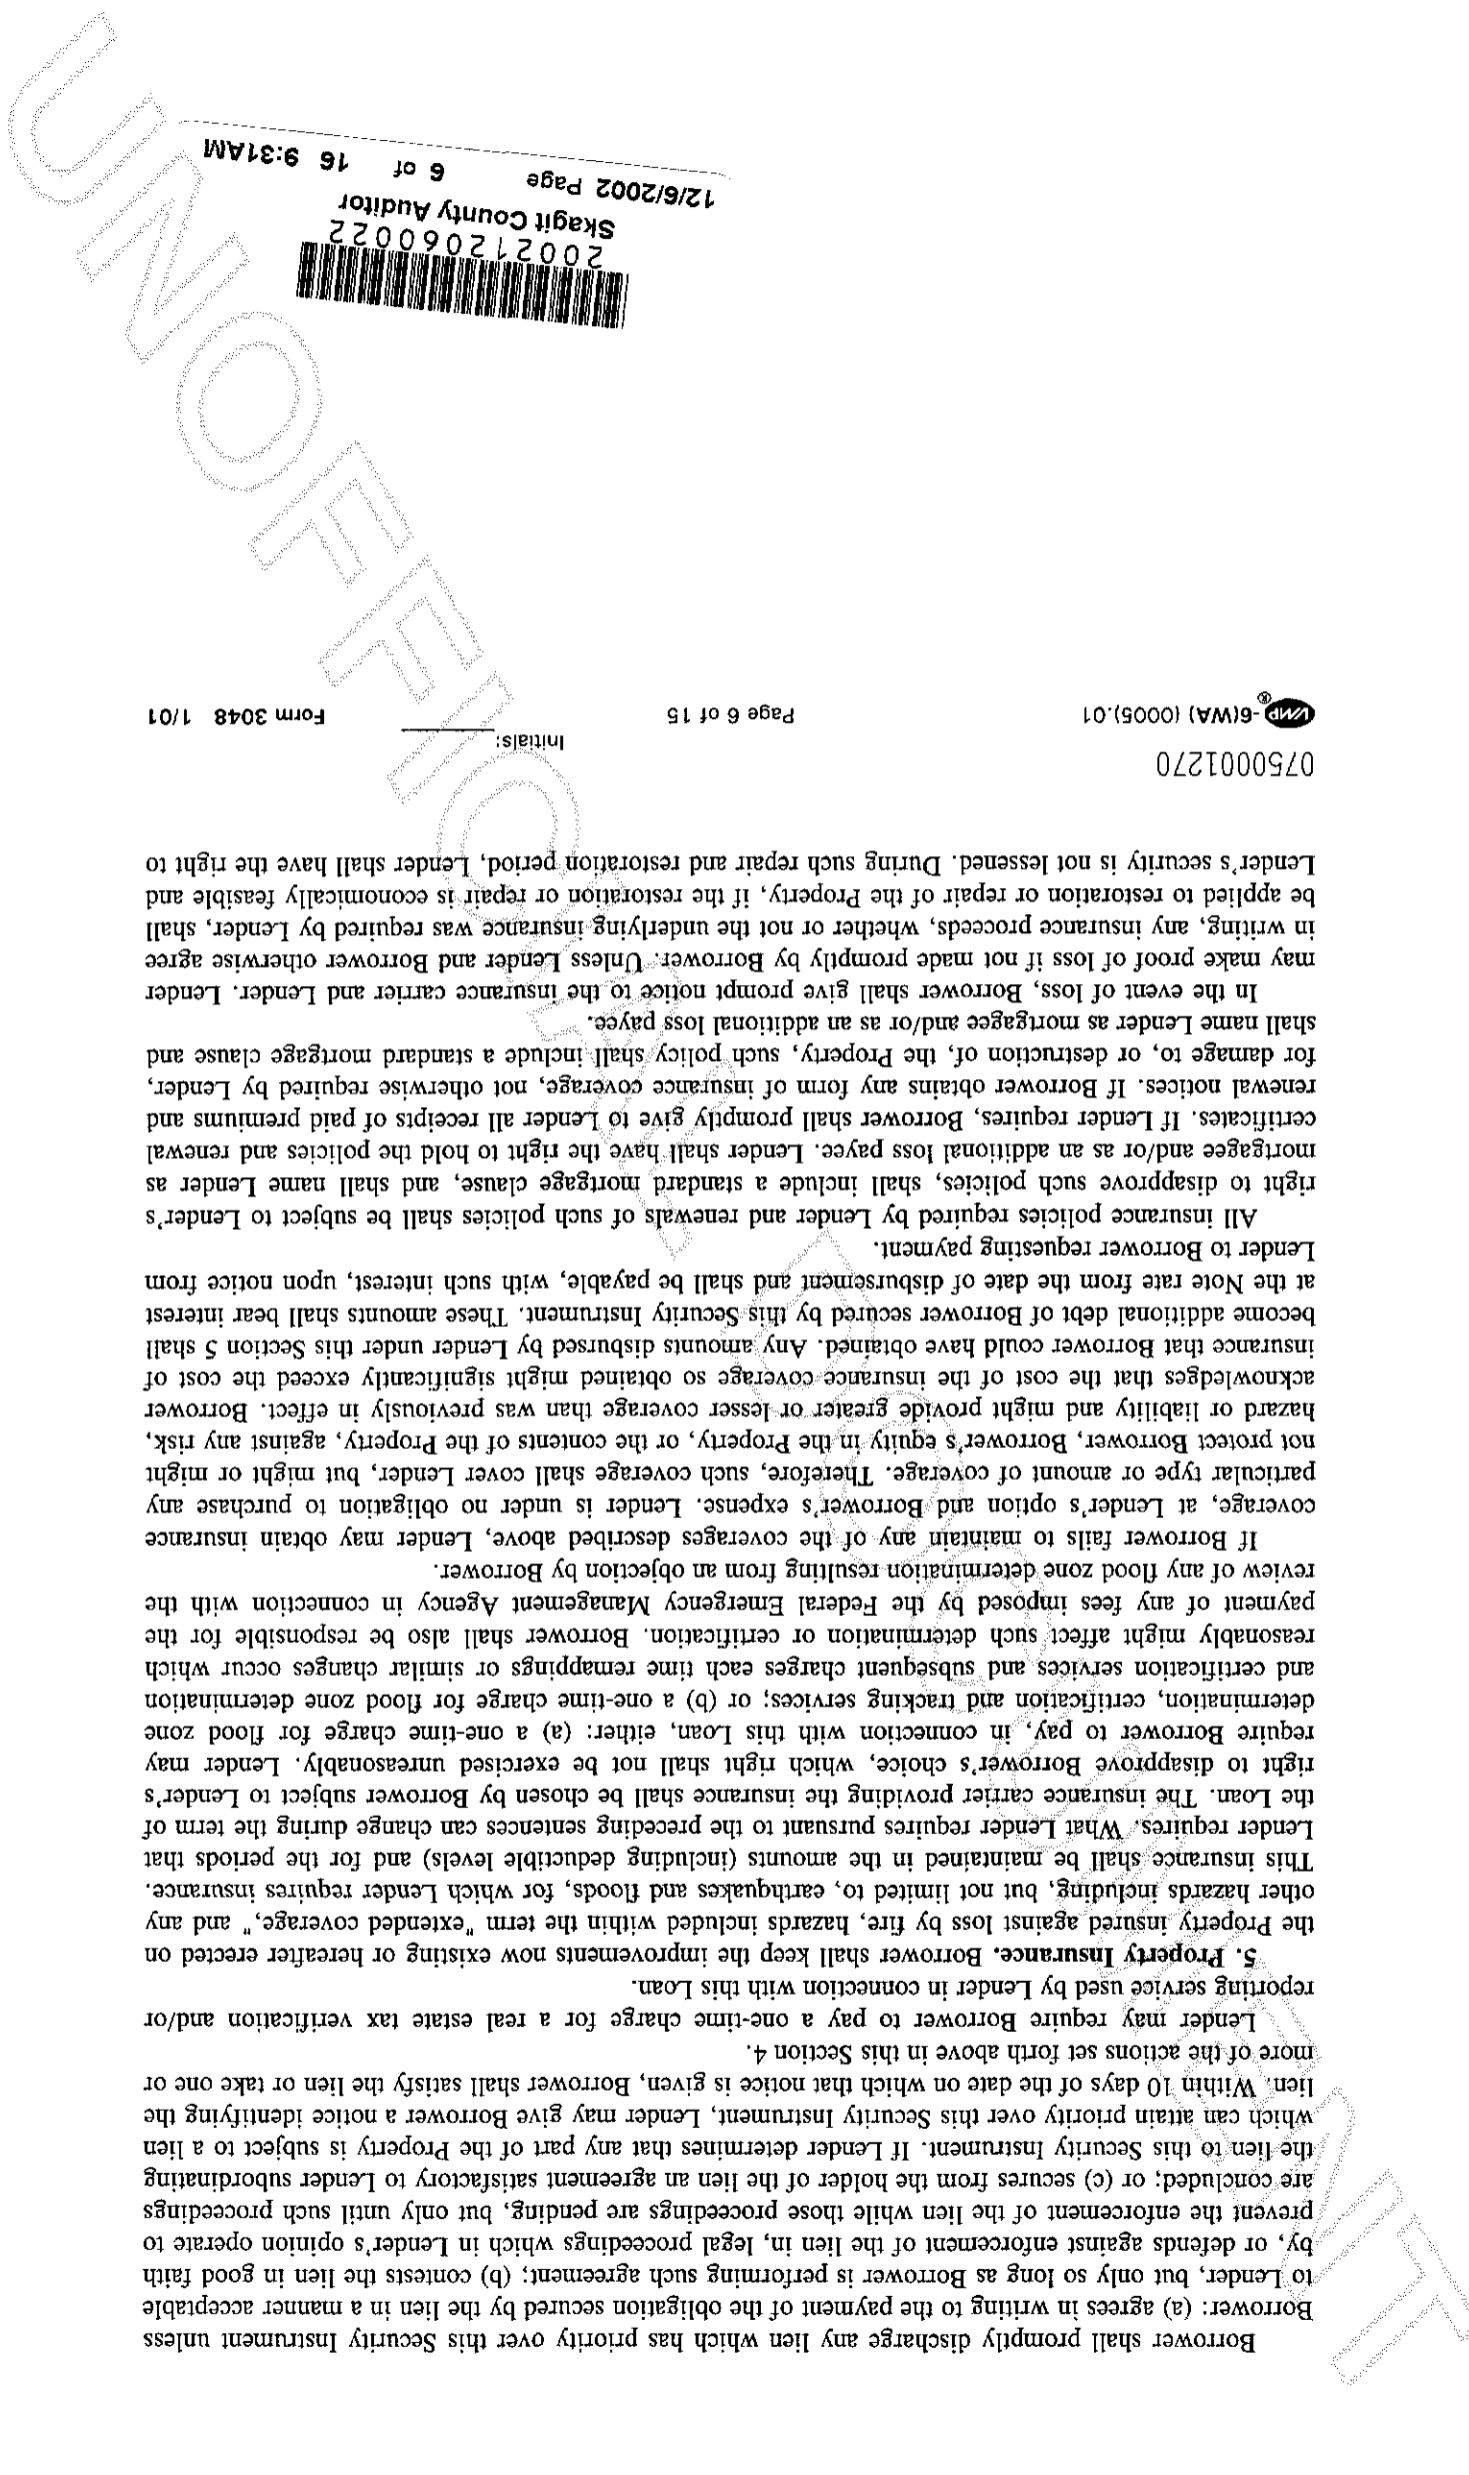 Borrower shall promptly discharge any lien which has priority over this Security Instrument unless
Borrower: (a) agrees in writing to the payment of the obligation secured by the lien in a manner acceptable
to Lender, but only so long as Borrower is performing such agreement; (b) contests the lien in good faith
by, or defends against enforcement of the lien in, legal proceedings which in Lender's opinion operate to
prevent the enforcement of the lien while those proceedings are pending, but only until such proceedings
are concluded; or (c) secures from the holder of the lien an agreement satisfactory to Lender subordinating
the lien to this Security Instrument. If Lender determines that any part of the Property is subject to a lien
which can attain priority over this Security Instrument, Lender may give Borrower a notice identifying the
lien. Within 10 days of the date on which that notice is given, Borrower shall satisfy the lien or take one or
more of the actions set forth above in this Section 4.
Lender may require Borrower to pay a one-time charge for a real estate tax verification and/or
reporting service used by Lender in connection with this Loan.
5. Property Insurance. Borrower shall keep the improvements now existing or hereafter erected on
the Property insured against loss by fire, hazards included within the term "extended coverage," and any
other hazards including, but not limited to, earthquakes and floods, for which Lender requires insurance.
This insurance shall be maintained in the amounts (including deductible levels) and for the periods that
Lender requires. What Lender requires pursuant to the preceding sentences can change during the term of
the Loan. The insurance carrier providing the insurance shall be chosen by Borrower subject to Lender's
right to disapprove Borrower's choice, which right shall not be exercised unreasonably. Lender may
require Borrower to pay, in connection with this Loan, either: (a) a one-time charge for flood zone
determination, certification and tracking services; or (b) a one-time charge for flood zone determination
and certification services and subsequent charges each time remappings or similar changes occur which
reasonably might affect such determination or certification. Borrower shall also be responsible for the
payment of any fees imposed by the Federal Emergency Management Agency in connection with the
review of any flood zone determination resulting from an objection by Borrower.
If Borrower fails to maintain any of the coverages described above, Lender may obtain insurance
coverage, at Lender's option and Borrower's expense. Lender is under no obligation to purchase any
particular type or amount of coverage. Therefore, such coverage shall cover Lender, but might or might
not protect Borrower, Borrower's equity in the Property, or the contents of the Property, against any risk,
hazard or liability and might provide greater or lesser coverage than was previously in effect. Borrower
acknowledges that the cost of the insurance coverage so obtained might significantly exceed the cost of
insurance that Borrower could have obtained. Any amounts disbursed by Lender under this Section 5 shall
become additional debt of Borrower secured by this Security Instrument. These amounts shall bear interest
at the Note rate from the date of disbursement and shall be payable, with such interest, upon notice from
Lender to Borrower requesting payment.
All insurance policies required by Lender and renewals of such policies shall be subject to Lender's
right to disapprove such policies, shall include a standard mortgage clause, and shall name Lender as
mortgagee and/or as an additional loss payee. Lender shall have the right to hold the policies and renewal
certificates. If Lender requires, Borrower shall promptly give to Lender all receipts of paid premiums and
renewal notices. If Borrower obtains any form of insurance coverage, not otherwise required by Lender,
for damage to, or destruction of, the Property, such policy shall include a standard mortgage clause and
shall name Lender as mortgagee and/or as an additional loss payee.
In the event of loss, Borrower shall give prompt notice to the insurance carrier and Lender. Lender
may make proof of loss if not made promptly by Borrower. Unless Lender and Borrower otherwise agree
in writing, any insurance proceeds, whether or not the underlying insurance was required by Lender, shall
be applied to restoration or repair of the Property, if the restoration or repair is economically feasible and
Lender's security is not lessened. During such repair and restoration period, Lender shall have the right to
0750001270
Initials:
VMP®-6(WA) (0005).01 Page 6 of 15 Form 3048 1/01
200212060022
Skagit County Auditor
12/6/2002 Page 6 of 16 9:31AM
UNOFFICIAL DOCUMENT